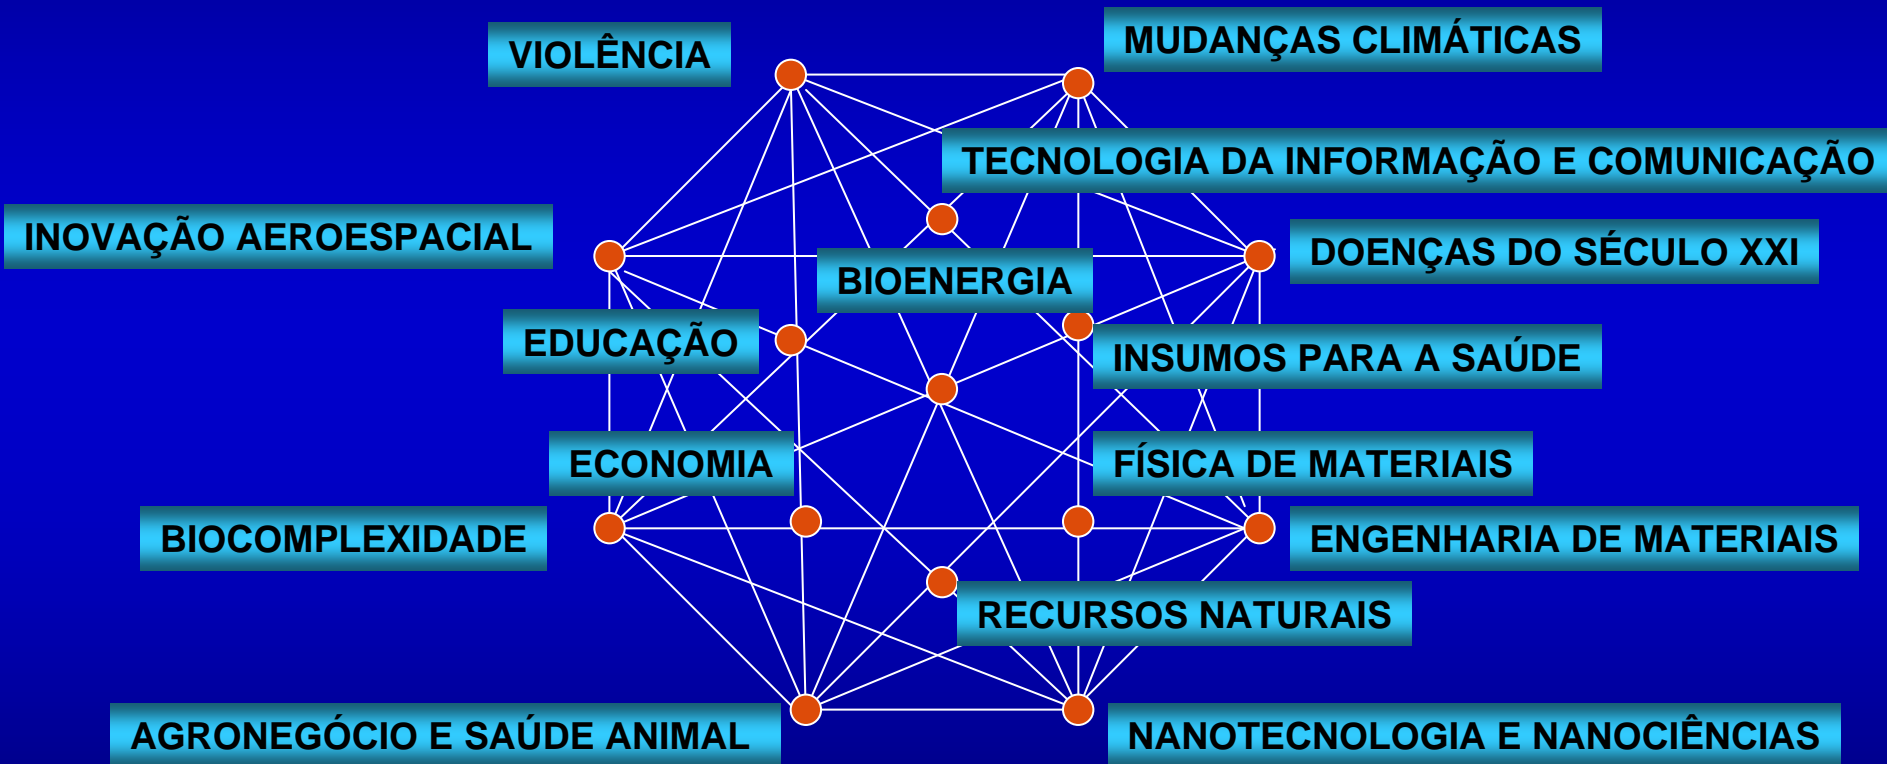 VIOLÊNCIA
MUDANÇAS CLIMÁTICAS
TECNOLOGIA DA INFORMAÇÃO E COMUNICAÇÃO
INOVAÇÃO AEROESPACIAL
DOENÇAS DO SÉCULO XXI
BIOENERGIA
EDUCAÇÃO
INSUMOS PARA A SAÚDE
ECONOMIA
FÍSICA DE MATERIAIS
BIOCOMPLEXIDADE
ENGENHARIA DE MATERIAIS
RECURSOS NATURAIS
AGRONEGÓCIO E SAÚDE ANIMAL
NANOTECNOLOGIA E NANOCIÊNCIAS